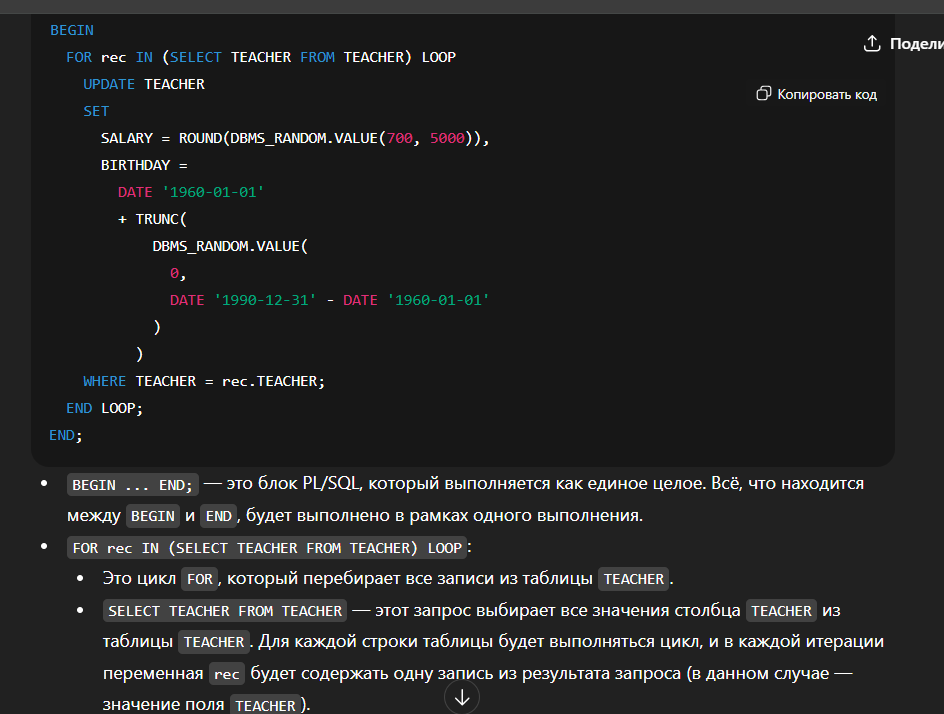 BEGIN
FOR rec IN (SELECT TEACHER FROM TEACHER) LOOP
Подели
UPDATE TEACHER
Копировать код
SET
SALARY = ROUND(DBMS_RANDOM.VALUE(700, 5000)),
BIRTHDAY =
DATE '1960-01-01'
+ TRUNC(
DBMS_RANDOM.VALUE(
0,
DATE '1990-12-31' - DATE '1960-01-01'
)
)
WHERE TEACHER = rec.TEACHER;
END LOOP;
END;
• BEGIN ... END; — это блок PL/SQL, который выполняется как единое целое. Всё, что находится
между BEGIN и END, будет выполнено в рамках одного выполнения.
• FOR rec IN (SELECT TEACHER FROM TEACHER) LOOP:
• Это цикл FOR, который перебирает все записи из таблицы TEACHER.
• SELECT TEACHER FROM TEACHER — этот запрос выбирает все значения столбца TEACHER из
таблицы TEACHER. Для каждой строки таблицы будет выполняться цикл, и в каждой итерации
переменная rec будет содержать одну запись из результата запроса (в данном случае —
значение поля TEACHER).